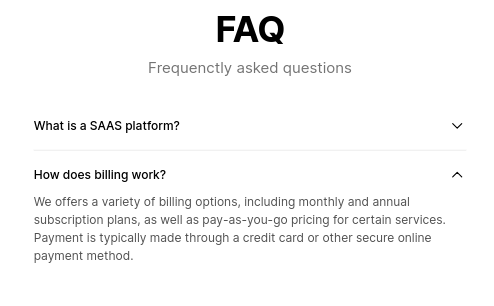 FAQ
Frequenctly asked questions
What is a SAAS platform?
How does billing work?
We offers a variety of billing options, including monthly and annual
subscription plans, as well as pay-as-you-go pricing for certain services.
Payment is typically made through a credit card or other secure online
payment method.